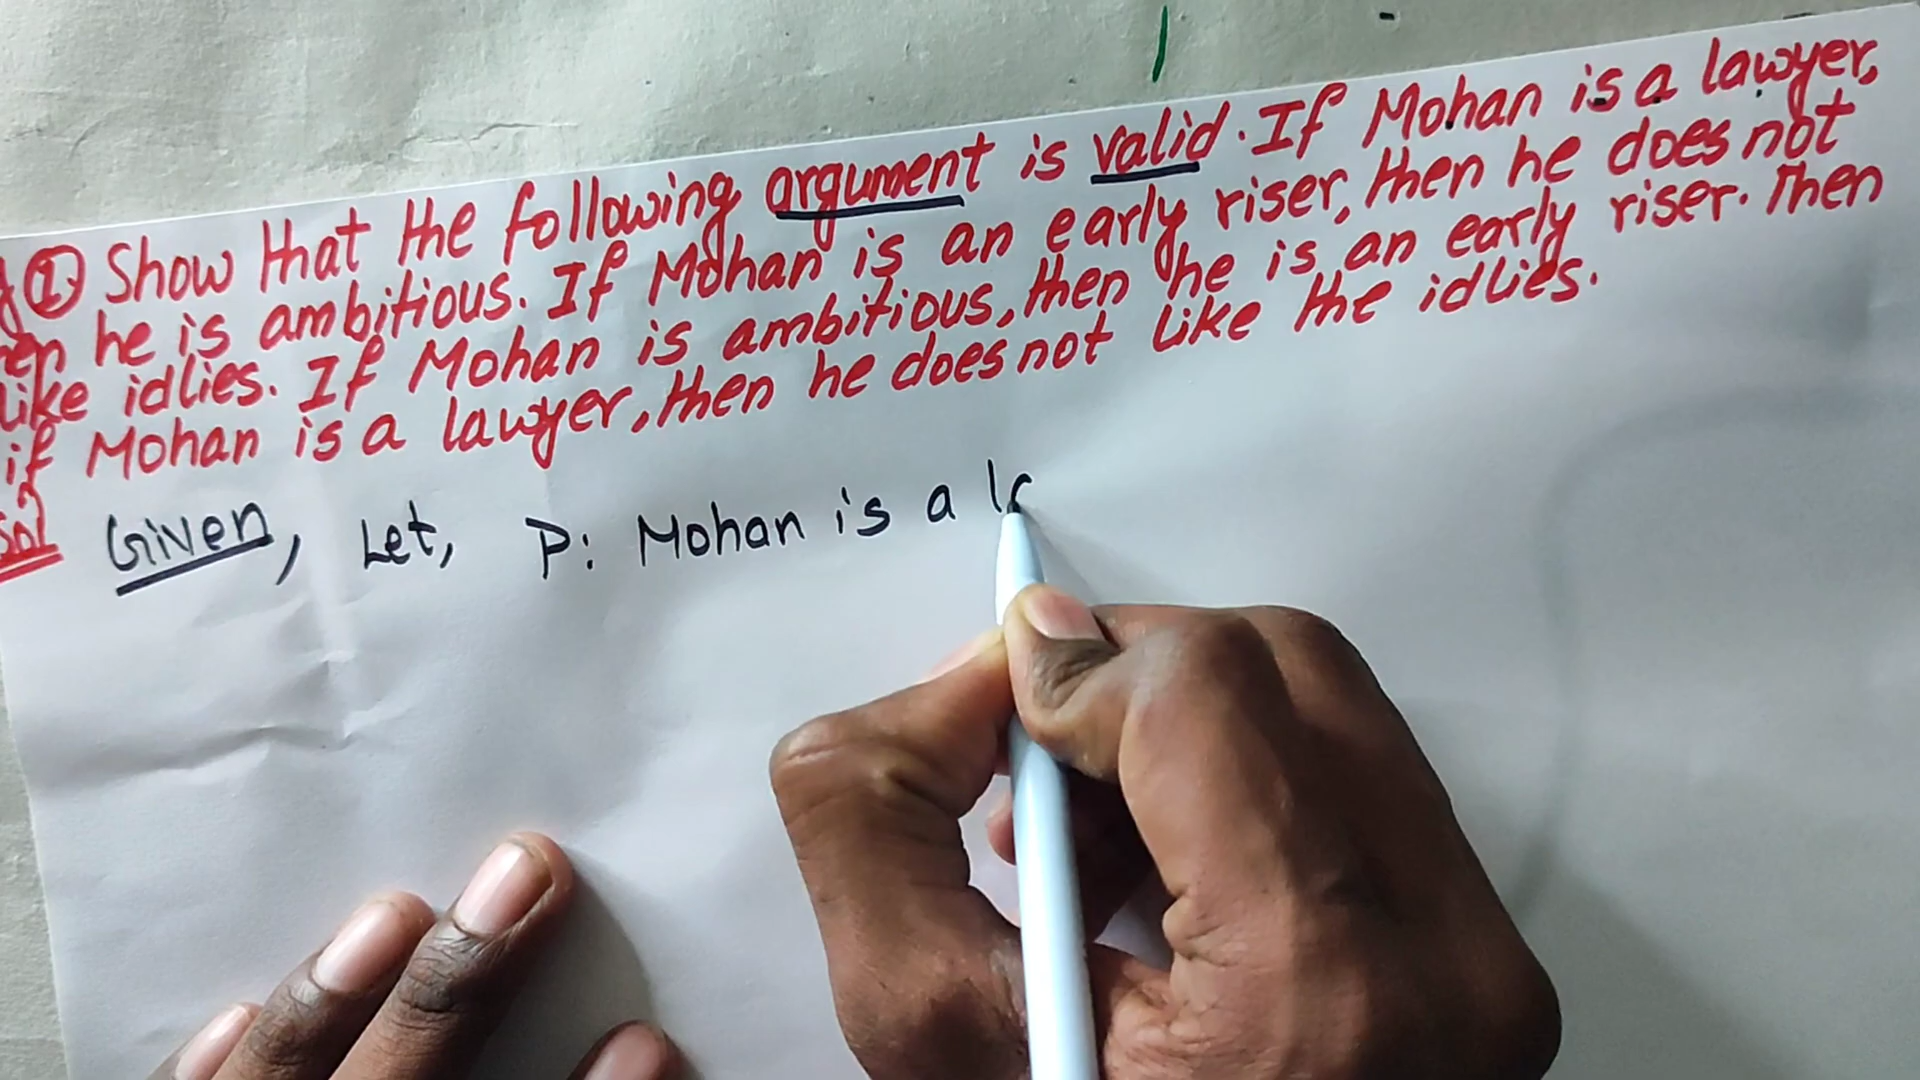 ① Show that the following argument is valid. If Mohan is a lawyer,
he is ambitious. If Mohan is an early riser, then he does not
like idlies. If Mohan is ambitious, then he is an early riser. Then
if Mohan is a lawyer, then he does not like the idlies.
Sol Given, Let, P: Mohan is a